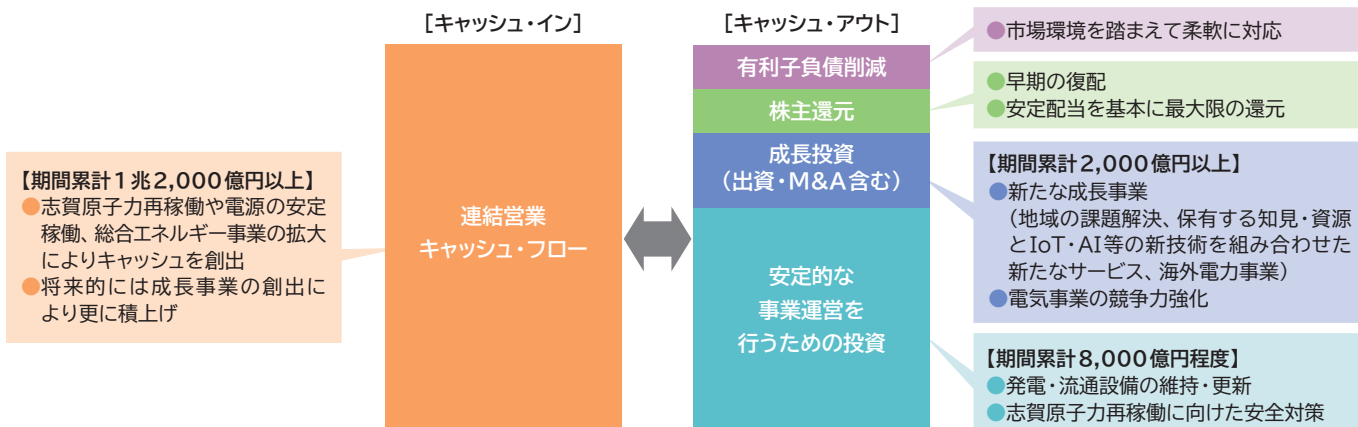 [キャッシュ・イン]
[キャッシュ・アウト]
【期間累計1兆2,000億円以上】
●志賀原子力再稼働や電源の安定
稼働、総合エネルギー事業の拡大
によりキャッシュを創出
●将来的には成長事業の創出に
より更に積上げ
連結営業
キャッシュ・フロー
有利子負債削減
株主還元
成長投資
(出資・M&A含む)
安定的な
事業運営を
行うための投資
●市場環境を踏まえて柔軟に対応
●早期の復配
●安定配当を基本に最大限の還元
【期間累計2,000億円以上】
●新たな成長事業
(地域の課題解決、保有する知見・資源
とIoT・AI等の新技術を組み合わせた
新たなサービス、海外電力事業)
●電気事業の競争力強化
【期間累計8,000億円程度】
●発電・流通設備の維持・更新
●志賀原子力再稼働に向けた安全対策